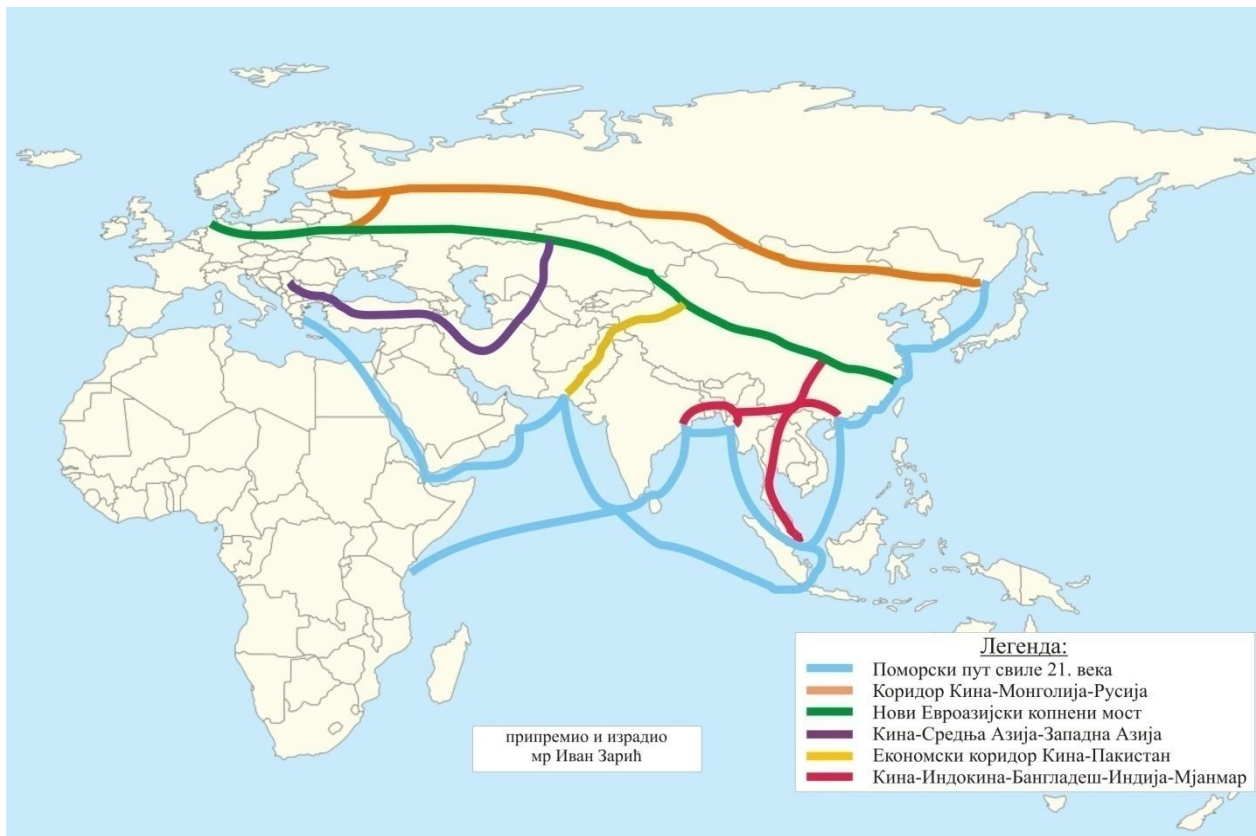 припремио и израдио
мр Иван Зарић
Легенда:
Поморски пут свиле 21. века
Коридор Кина-Монголија-Русија
Нови Евроазијски копнени мост
Кина-Средња Азија-Западна Азија
Економски коридор Кина-Пакистан
Кина-Индокина-Бангладеш-Индија-Мјанмар